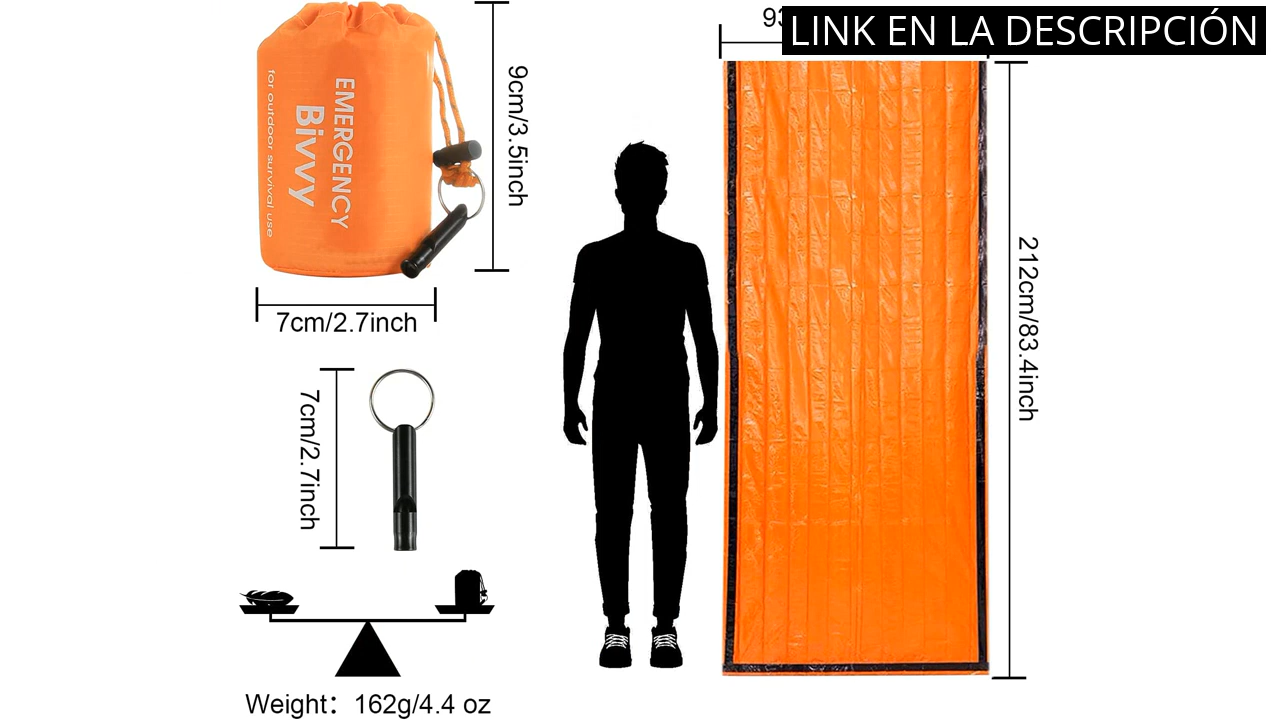 LINK EN LA DESCRIPCIÓN
EMERGENCY
Bivvy
for outdoor survival use
9cm/3.5inch
7cm/2.7inch
7cm/2.7inch
212cm/83.4inch
Weight: 162g/4.4 oz